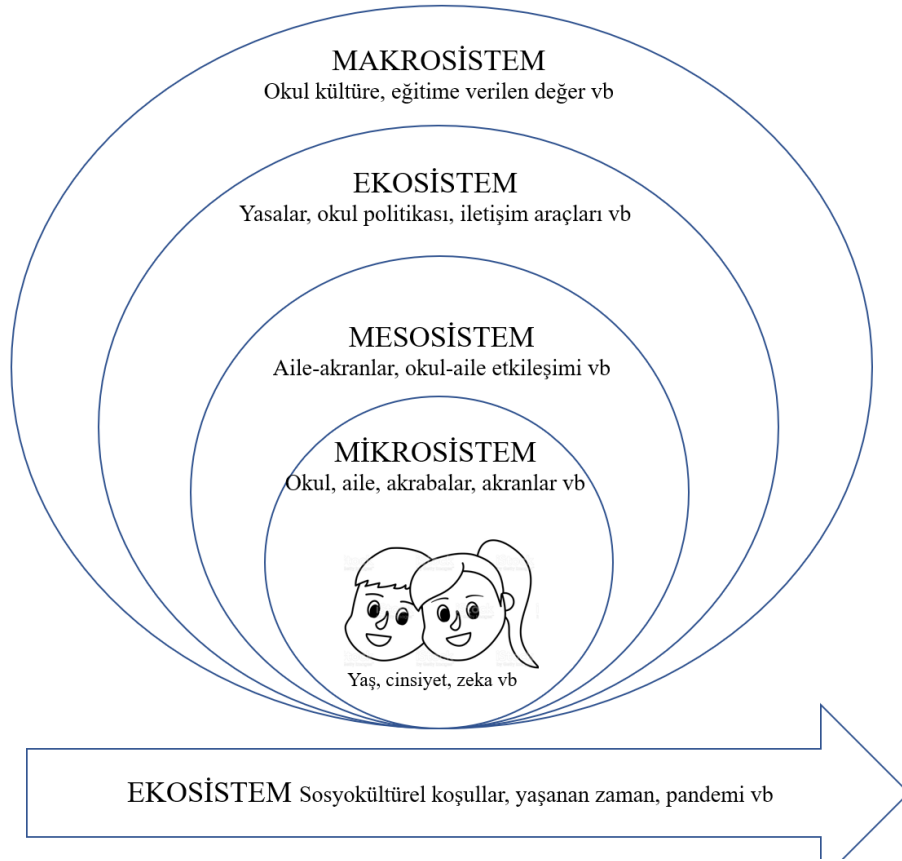 MAKROSİSTEM
Okul kültüre, eğitime verilen değer vb
EKOSİSTEM
Yasalar, okul politikası, iletişim araçları vb
MESOSİSTEM
Aile-akranlar, okul-aile etkileşimi vb
MİKROSİSTEM
Okul, aile, akrabalar, akranlar vb
Yaş, cinsiyet, zeka vb
EKOSİSTEM Sosyokültürel koşullar, yaşanan zaman, pandemi vb